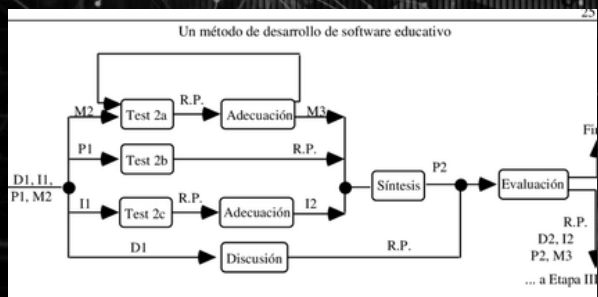 25
Un método de desarrollo de software educativo
M2
Test 2a
R.P.
Adecuación
M3
P1
Test 2b
R.P.
D1, I1,
P1, M2
I1
Test 2c
R.P.
Adecuación
I2
D1
Discusión
R.P.
Síntesis
P2
Evaluación
Fin
R.P.
D2, I2
P2, M3
... a Etapa III